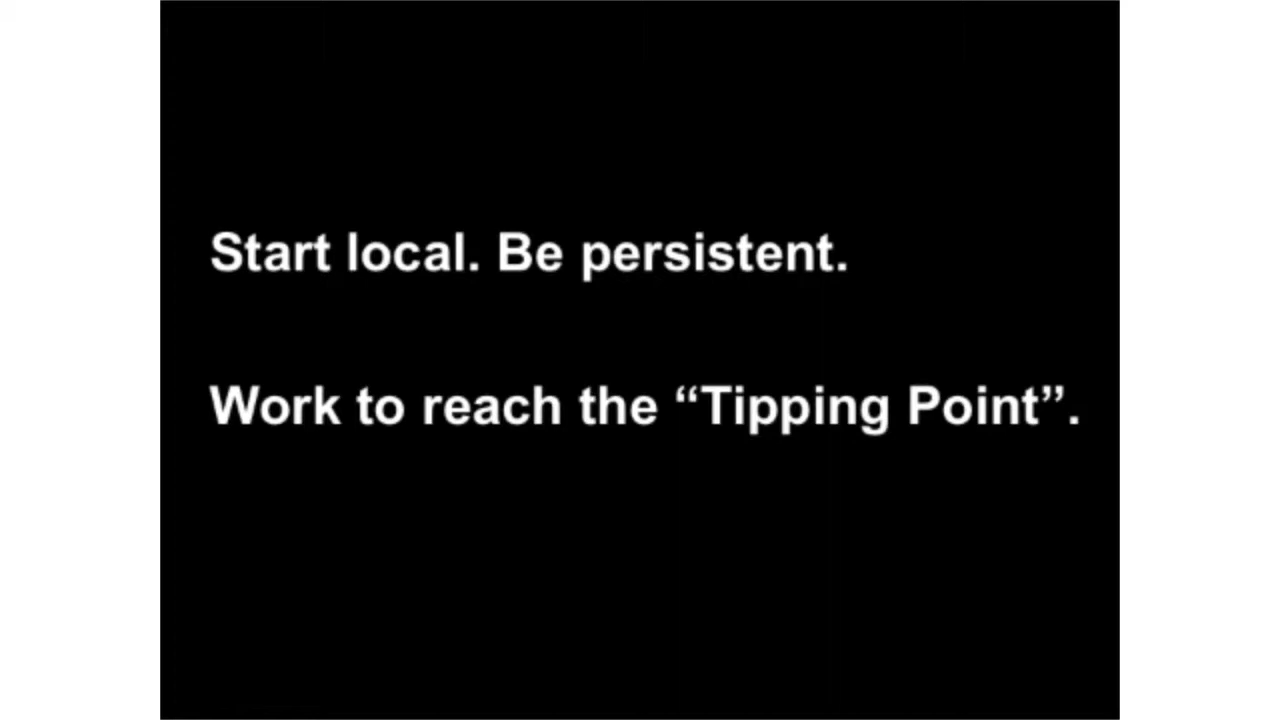 Start local. Be persistent.
Work to reach the “Tipping Point”.